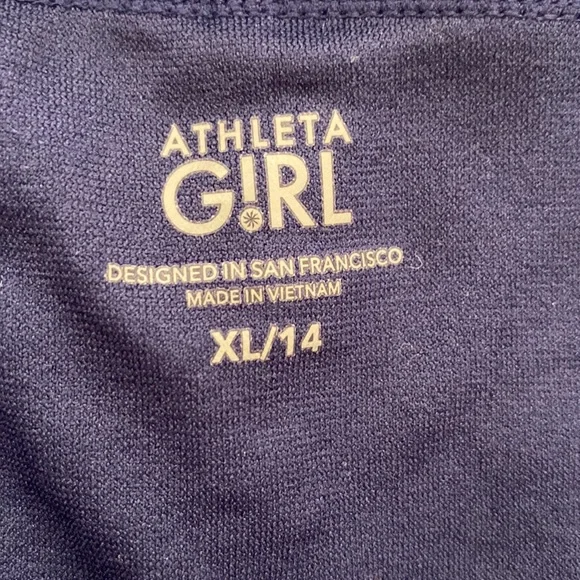 ATHLETA
G!RL
DESIGNED IN SAN FRANCISCO
MADE IN VIETNAM
XL/14